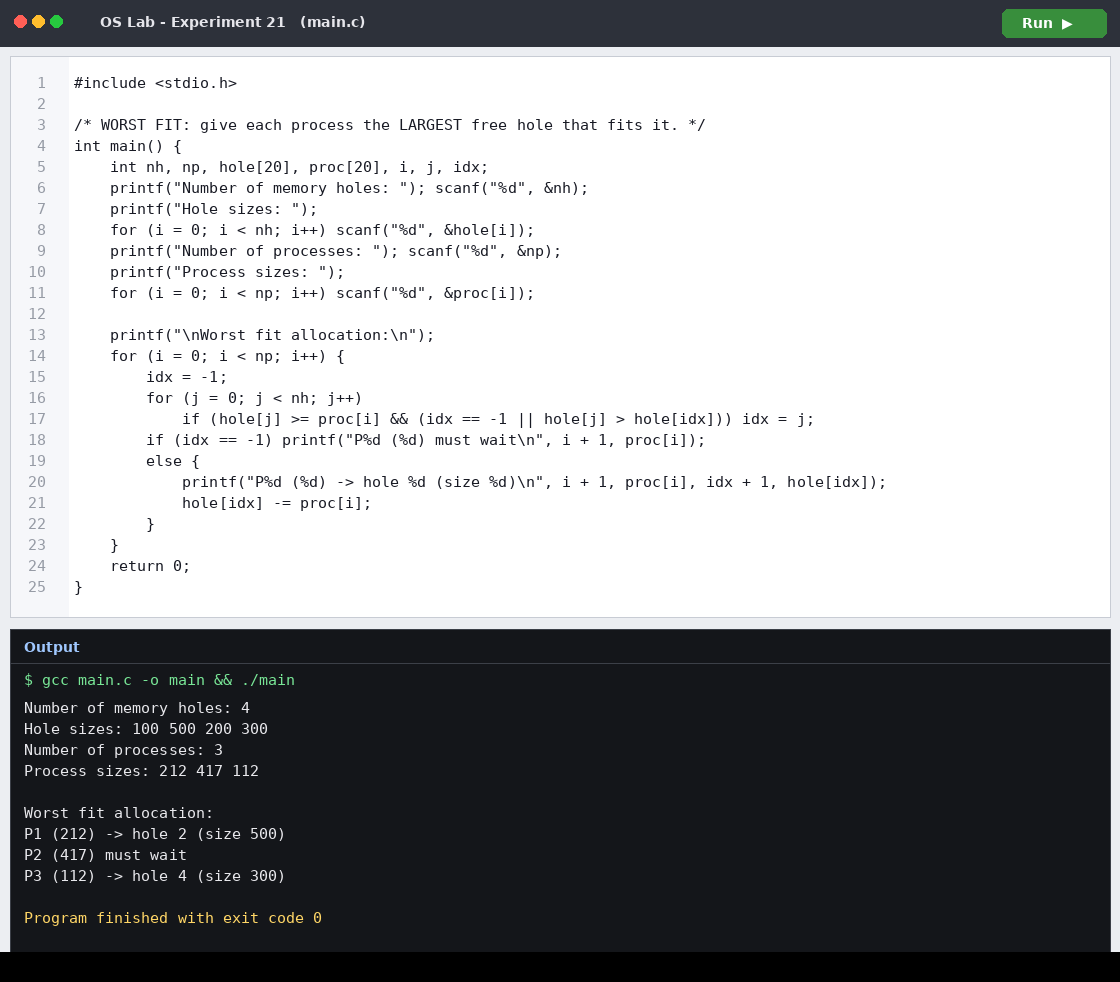 OS Lab - Experiment 21   (main.c)
Run ▶
1 #include <stdio.h>
2
3 /* WORST FIT: give each process the LARGEST free hole that fits it. */
4 int main() {
5     int nh, np, hole[20], proc[20], i, j, idx;
6     printf("Number of memory holes: "); scanf("%d", &nh);
7     printf("Hole sizes: ");
8     for (i = 0; i < nh; i++) scanf("%d", &hole[i]);
9     printf("Number of processes: "); scanf("%d", &np);
10     printf("Process sizes: ");
11     for (i = 0; i < np; i++) scanf("%d", &proc[i]);
12
13     printf("\nWorst fit allocation:\n");
14     for (i = 0; i < np; i++) {
15         idx = -1;
16         for (j = 0; j < nh; j++)
17             if (hole[j] >= proc[i] && (idx == -1 || hole[j] > hole[idx])) idx = j;
18         if (idx == -1) printf("P%d (%d) must wait\n", i + 1, proc[i]);
19         else {
20             printf("P%d (%d) -> hole %d (size %d)\n", i + 1, proc[i], idx + 1, hole[idx]);
21             hole[idx] -= proc[i];
22         }
23     }
24     return 0;
25 }
Output
$ gcc main.c -o main && ./main
Number of memory holes: 4
Hole sizes: 100 500 200 300
Number of processes: 3
Process sizes: 212 417 112
Worst fit allocation:
P1 (212) -> hole 2 (size 500)
P2 (417) must wait
P3 (112) -> hole 4 (size 300)
Program finished with exit code 0